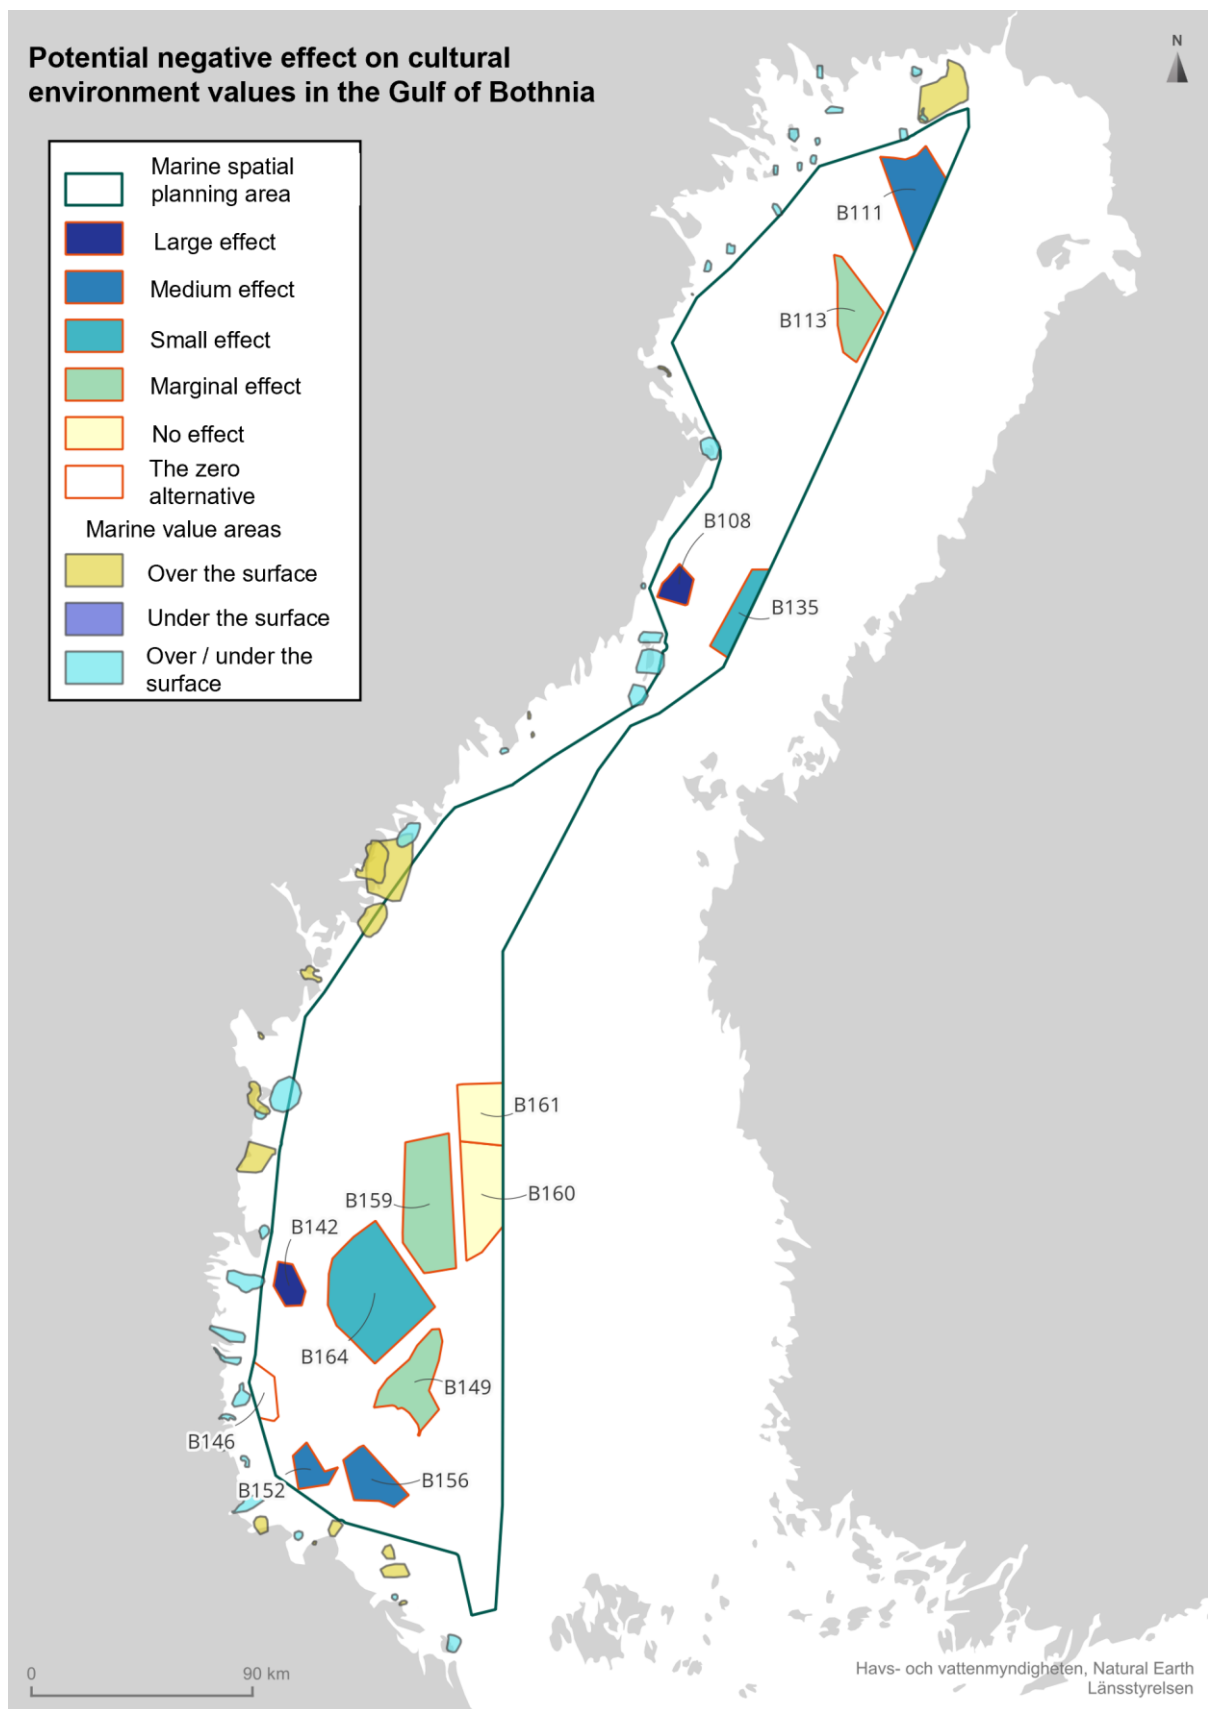 Potential negative effect on cultural
environment values in the Gulf of Bothnia
N
Marine spatial
planning area
Large effect
Medium effect
Small effect
Marginal effect
No effect
The zero
alternative
Marine value areas
Over the surface
Under the surface
Over / under the
surface
B111
B113
B108
B135
B161
B159
B160
B142
B164
B149
B146
B152
B156
0
90 km
Havs- och vattenmyndigheten, Natural Earth
Länsstyrelsen